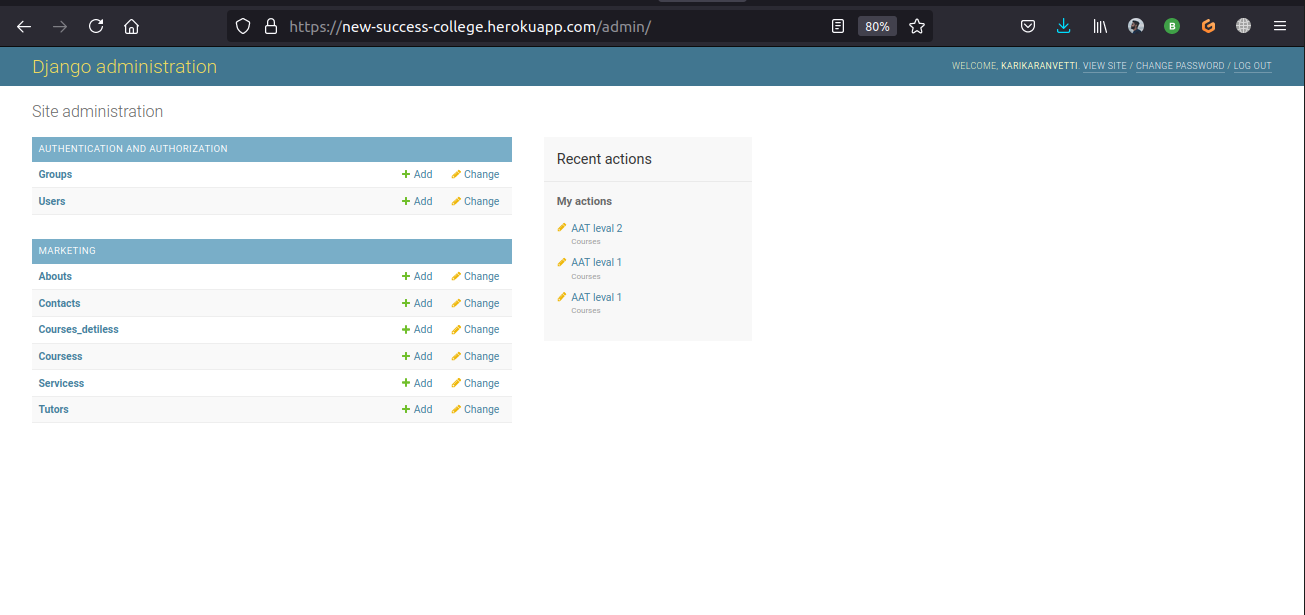 https://new-success-college.herokuapp.com/admin/ 80% B
Django administration
WELCOME, KARIKARANVETTI. VIEW SITE / CHANGE PASSWORD / LOG OUT
Site administration
AUTHENTICATION AND AUTHORIZATION
Groups Add Change
Users Add Change
MARKETING
Abouts Add Change
Contacts Add Change
Courses_detiless Add Change
Coursess Add Change
Servicess Add Change
Tutors Add Change
Recent actions
My actions
AAT leval 2
Courses
AAT leval 1
Courses
AAT leval 1
Courses